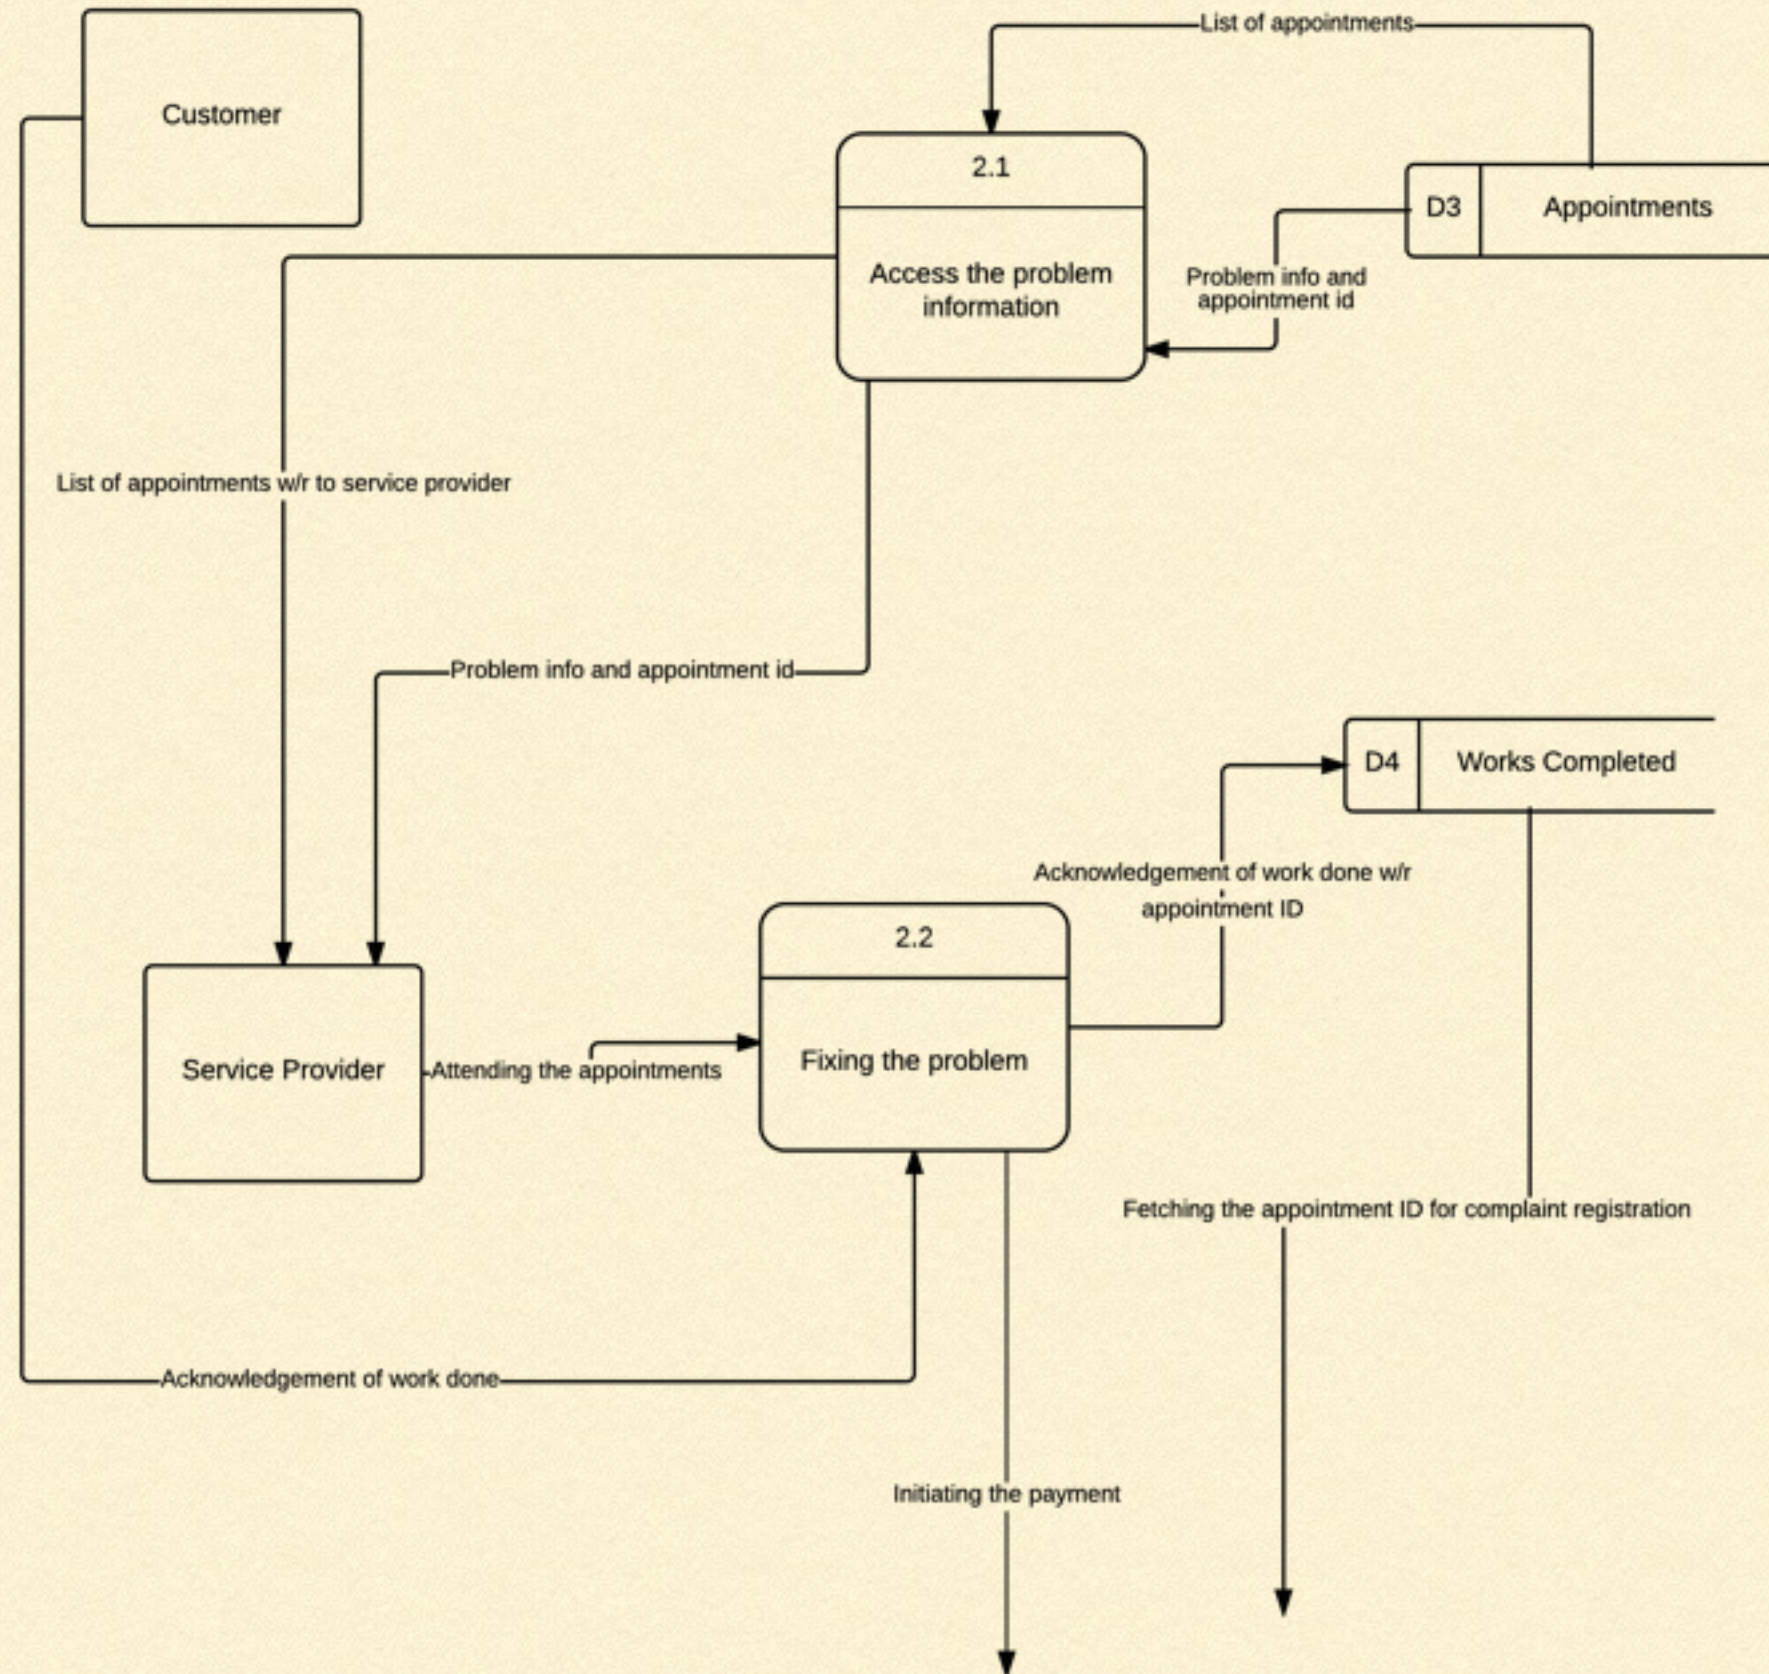 List of appointments
Customer
2.1
D3
Appointments
Access the problem
information
Problem info and
appointment id
List of appointments w/r to service provider
Problem info and appointment id
D4
Works Completed
Acknowledgement of work done w/r
appointment ID
2.2
Service Provider
Attending the appointments
Fixing the problem
Fetching the appointment ID for complaint registration
Acknowledgement of work done
Initiating the payment